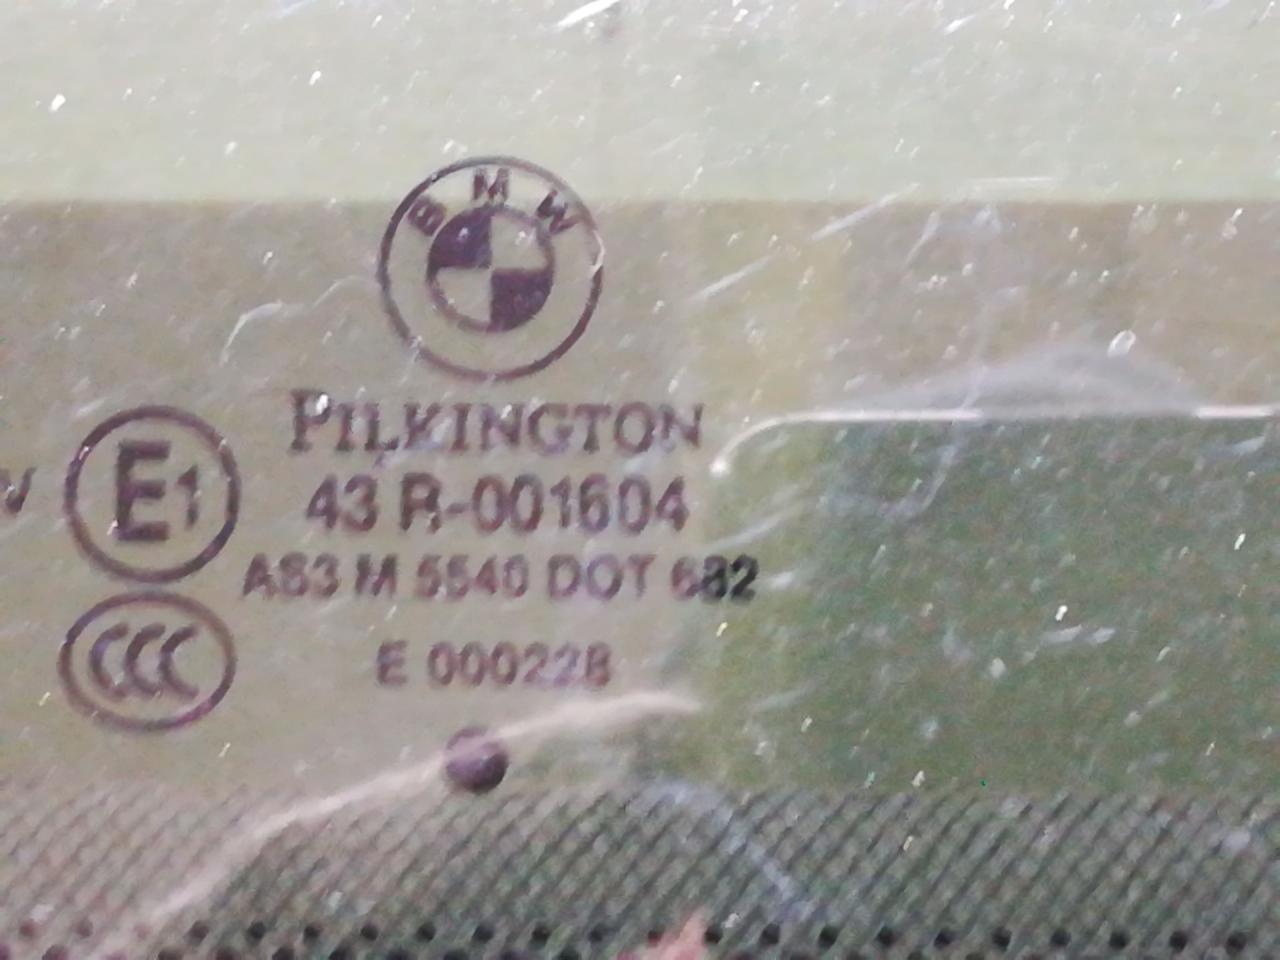 BMW
PILKINGTON
V E1 43 R-001604
AS3 M 5540 DOT 682
CCC E 000228